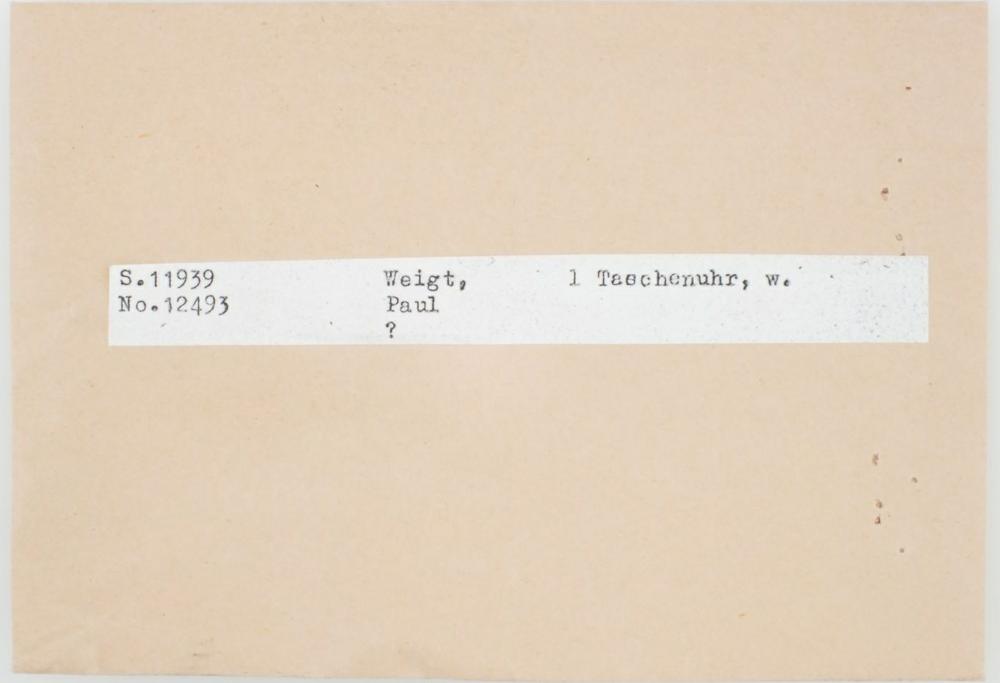 S.11939 Weigt, 1 Taschenuhr, w.
No.12493 Paul
?